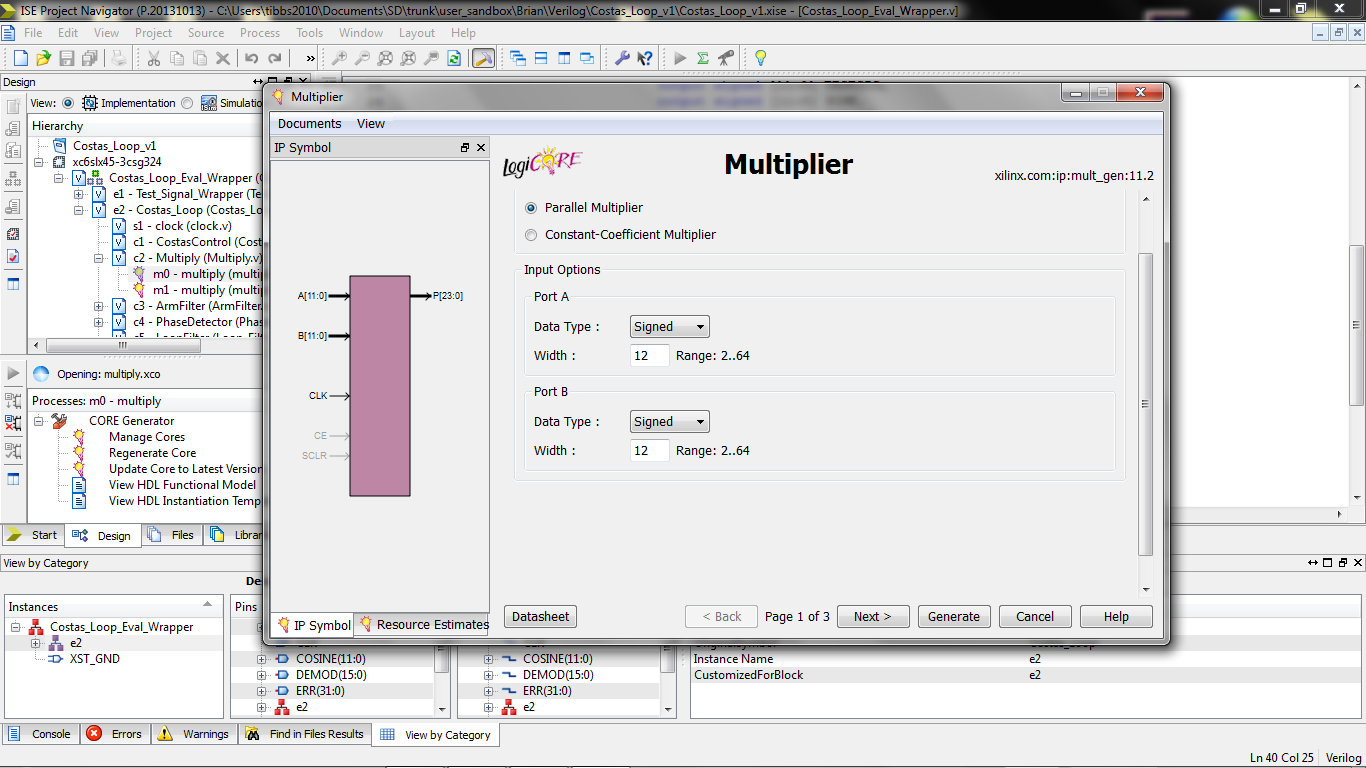 ISE Project Navigator (P.20131013) - C:\Users\tibbs2010\Documents\SD\trunk\user_sandbox\Brian\Verilog\Costas_Loop_v1\Costas_Loop_v1.xise - [Costas_Loop_Eval_Wrapper.v]
File Edit View Project Source Process Tools Window Layout Help
Design
View: Implementation Simulatio
Hierarchy
Costas_Loop_v1
xc6slx45-3csg324
Costas_Loop_Eval_Wrapper (
e1 - Test_Signal_Wrapper (Te
e2 - Costas_Loop (Costas_Lo
s1 - clock (clock.v)
c1 - CostasControl (Cost
c2 - Multiply (Multiply.v)
m0 - multiply (multi
m1 - multiply (multi
c3 - ArmFilter (ArmFilter.
c4 - PhaseDetector (Phas
Opening: multiply.xco
Processes: m0 - multiply
CORE Generator
Manage Cores
Regenerate Core
Update Core to Latest Version
View HDL Functional Model
View HDL Instantiation Temp
Start Design Files Librar
Multiplier
Documents View
IP Symbol
A[11:0]
P[23:0]
B[11:0]
CLK
CE
SCLR
IP Symbol Resource Estimates
LogiCORE
Multiplier
xilinx.com:ip:mult_gen:11.2
Parallel Multiplier
Constant-Coefficient Multiplier
Input Options
Port A
Data Type : Signed
Width : 12 Range: 2..64
Port B
Data Type : Signed
Width : 12 Range: 2..64
Datasheet < Back Page 1 of 3 Next > Generate Cancel Help
View by Category
De
Instances
Costas_Loop_Eval_Wrapper
e2
XST_GND
Pins
COSINE(11:0)
DEMOD(15:0)
ERR(31:0)
e2
COSINE(11:0)
DEMOD(15:0)
ERR(31:0)
e2
Instance Name e2
CustomizedForBlock e2
Console Errors Warnings Find in Files Results View by Category
Ln 40 Col 25 Verilog